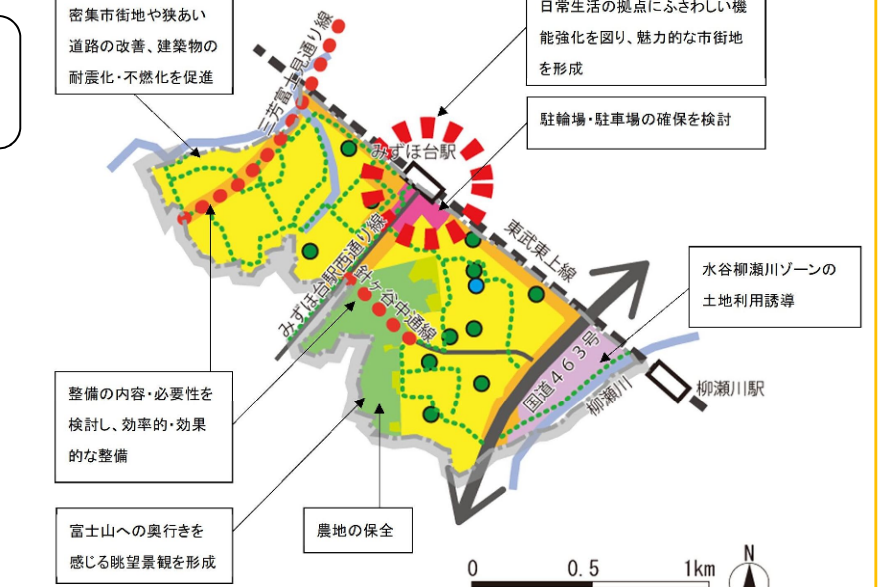 密集市街地や狭あい
道路の改善、建築物の
耐震化・不燃化を促進
日常生活の拠点にふさわしい機
能強化を図り、魅力的な市街地
を形成
駐輪場・駐車場の確保を検討
三芳富士見通り線
みずほ台駅
東武東上線
水谷柳瀬川ゾーンの
土地利用誘導
みずほ台駅西通り線
針ヶ谷中通線
国道463号
柳瀬川
柳瀬川駅
整備の内容・必要性を
検討し、効率的・効果
的な整備
富士山への奥行きを
感じる眺望景観を形成
農地の保全
0 0.5 1km
N